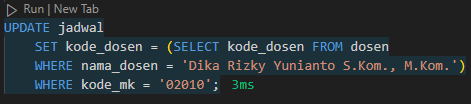 Run | New Tab
UPDATE jadwal
SET kode_dosen = (SELECT kode_dosen FROM dosen
WHERE nama_dosen = 'Dika Rizky Yunianto S.Kom., M.Kom.')
WHERE kode_mk = '02010'; 3ms